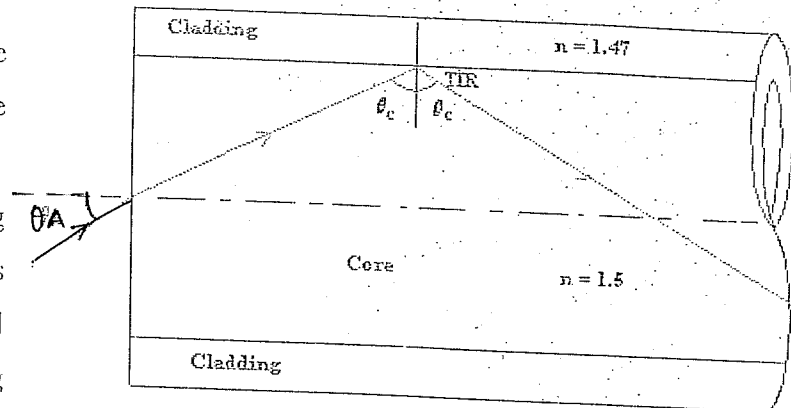 Cladding
n = 1.47
e
TIR
θc θc
e
g
θA
s
Core
n = 1.5
l
Cladding
g